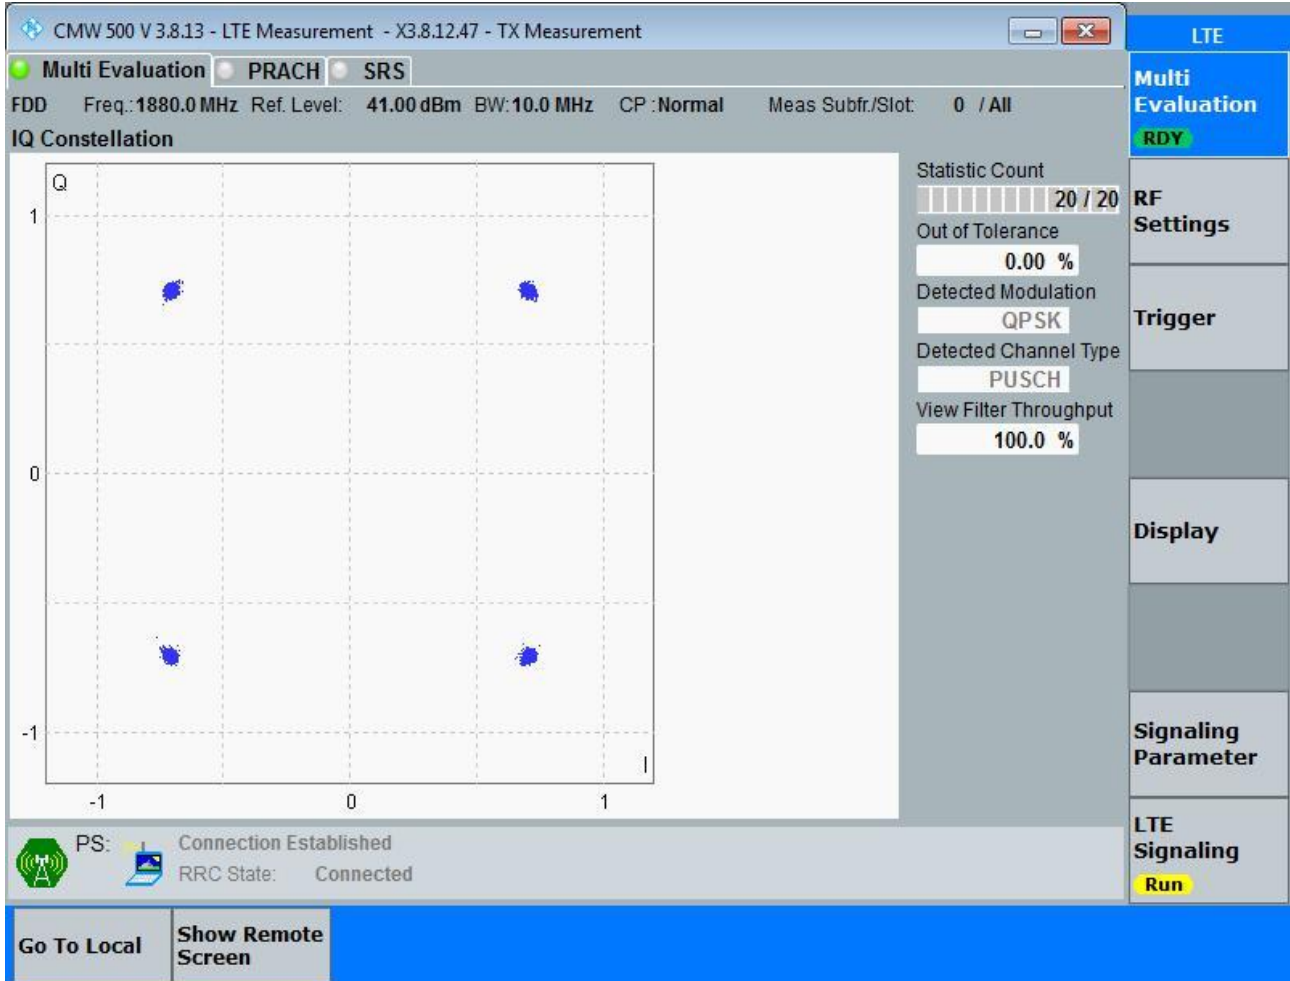 CMW 500 V 3.8.13 - LTE Measurement - X3.8.12.47 - TX Measurement
LTE
Multi Evaluation PRACH SRS
FDD Freq.:1880.0 MHz Ref. Level: 41.00 dBm BW:10.0 MHz CP :Normal Meas Subfr./Slot: 0 / All
IQ Constellation
Q
1
0
-1
I
-1 0 1
Statistic Count
20 / 20
Out of Tolerance
0.00 %
Detected Modulation
QPSK
Detected Channel Type
PUSCH
View Filter Throughput
100.0 %
Multi
Evaluation
RDY
RF
Settings
Trigger
Display
Signaling
Parameter
LTE
Signaling
Run
PS: Connection Established
RRC State: Connected
Go To Local
Show Remote
Screen